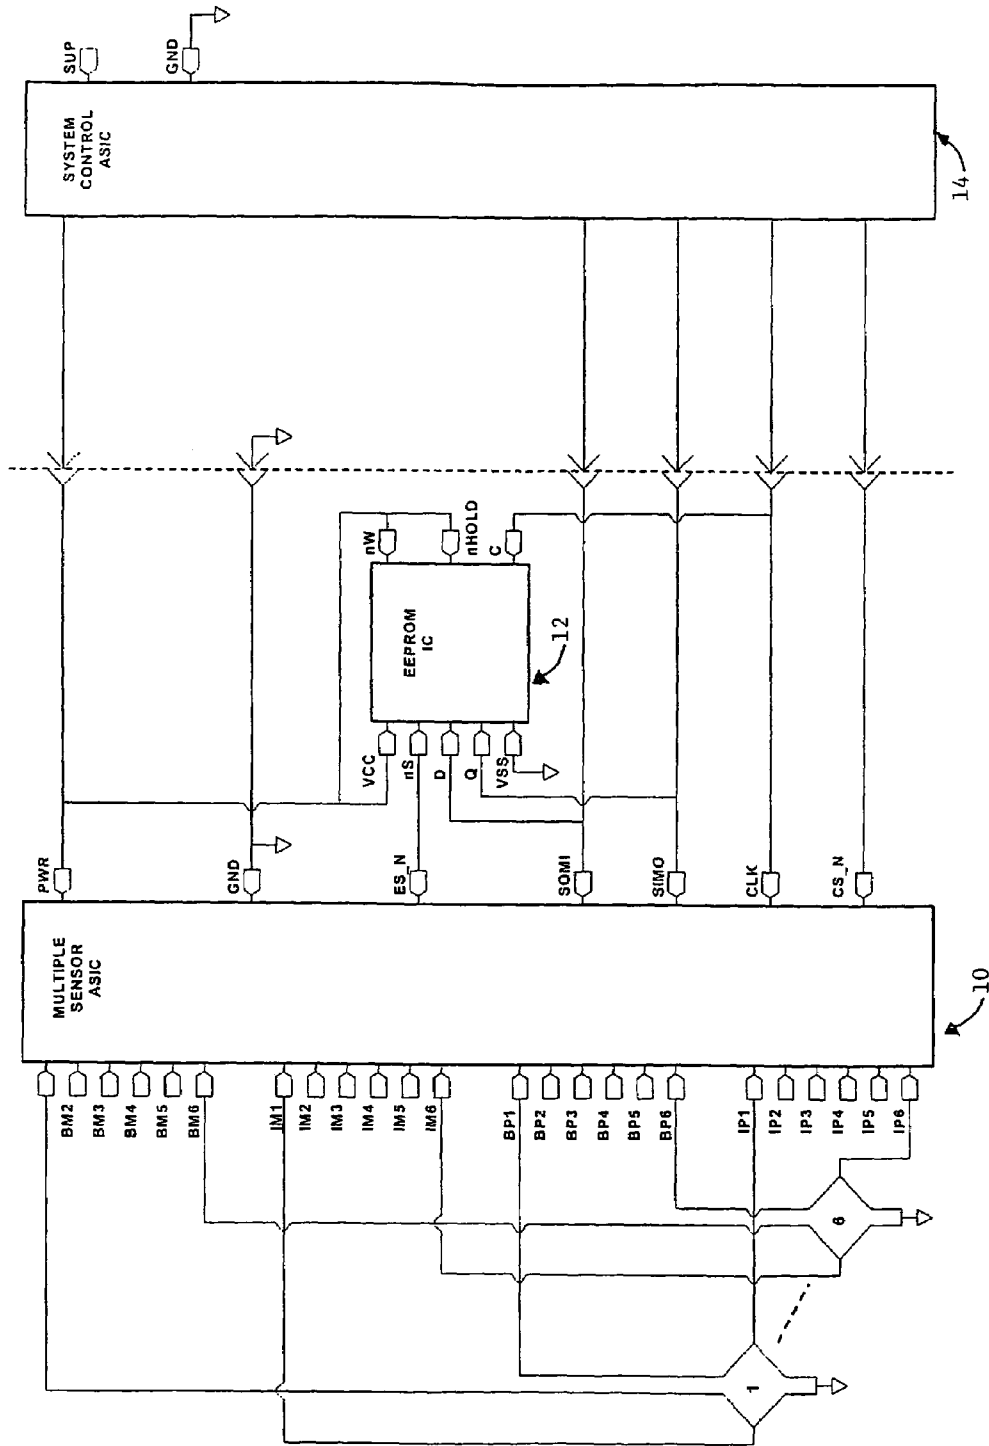 MULTIPLE
SENSOR
ASIC
10
BM2
BM3
BM4
BM5
BM6
IM1
IM2
IM3
IM4
IM5
IM6
BP1
BP2
BP3
BP4
BP5
BP6
IP1
IP2
IP3
IP4
IP5
IP6
1
6
PWR
GND
ES_N
SOMI
SIMO
CLK
CS_N
EEPROM
IC
12
VCC
nS
D
Q
VSS
nW
nHOLD
C
SYSTEM
CONTROL
ASIC
14
SUP
GND